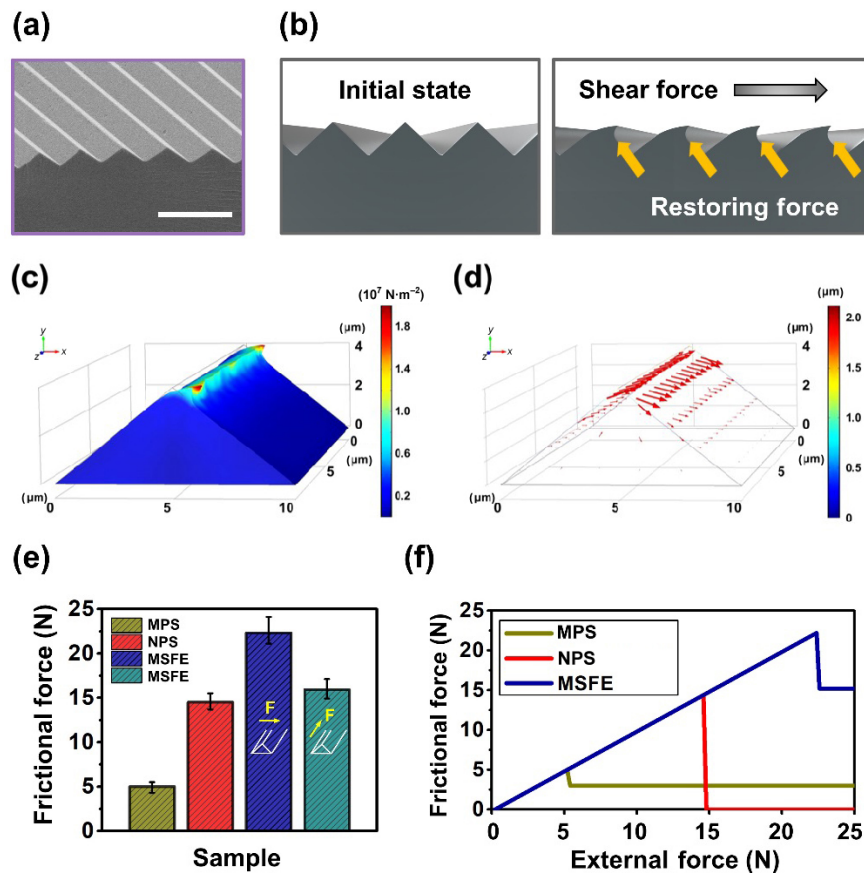 (a)
(b)
Initial state
Shear force
Restoring force
(c)
(10⁷ N·m⁻²)
1.8
1.4
1.0
0.6
0.2
(μm)
4
2
0
0
(μm)
5
y
z
x
(μm)
0
5
10
(d)
(μm)
2.0
1.5
1.0
0.5
0
(μm)
4
2
0
0
(μm)
5
y
z
x
(μm)
0
5
10
(e)
Frictional force (N)
25
20
15
10
5
0
MPS
NPS
MSFE
MSFE
F
F
Sample
(f)
Frictional force (N)
25
20
15
10
5
0
MPS
NPS
MSFE
0
5
10
15
20
25
External force (N)